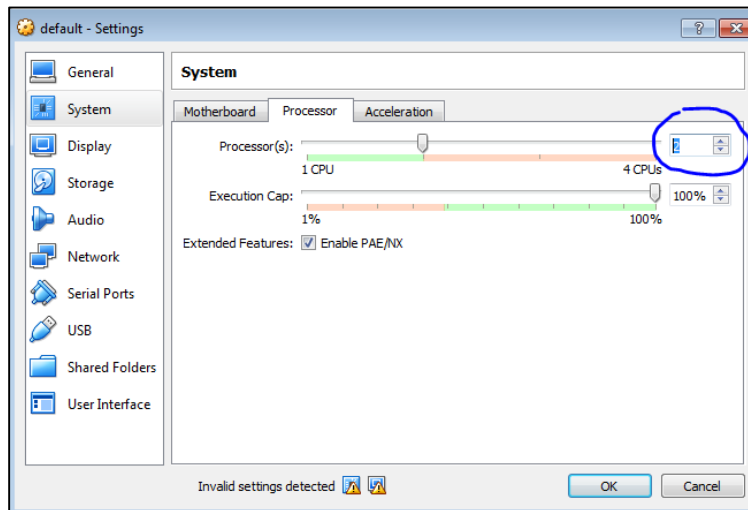 default - Settings
General
System
Display
Storage
Audio
Network
Serial Ports
USB
Shared Folders
User Interface
System
Motherboard Processor Acceleration
Processor(s): 2
1 CPU 4 CPUs
Execution Cap: 100%
1% 100%
Extended Features: Enable PAE/NX
Invalid settings detected OK Cancel